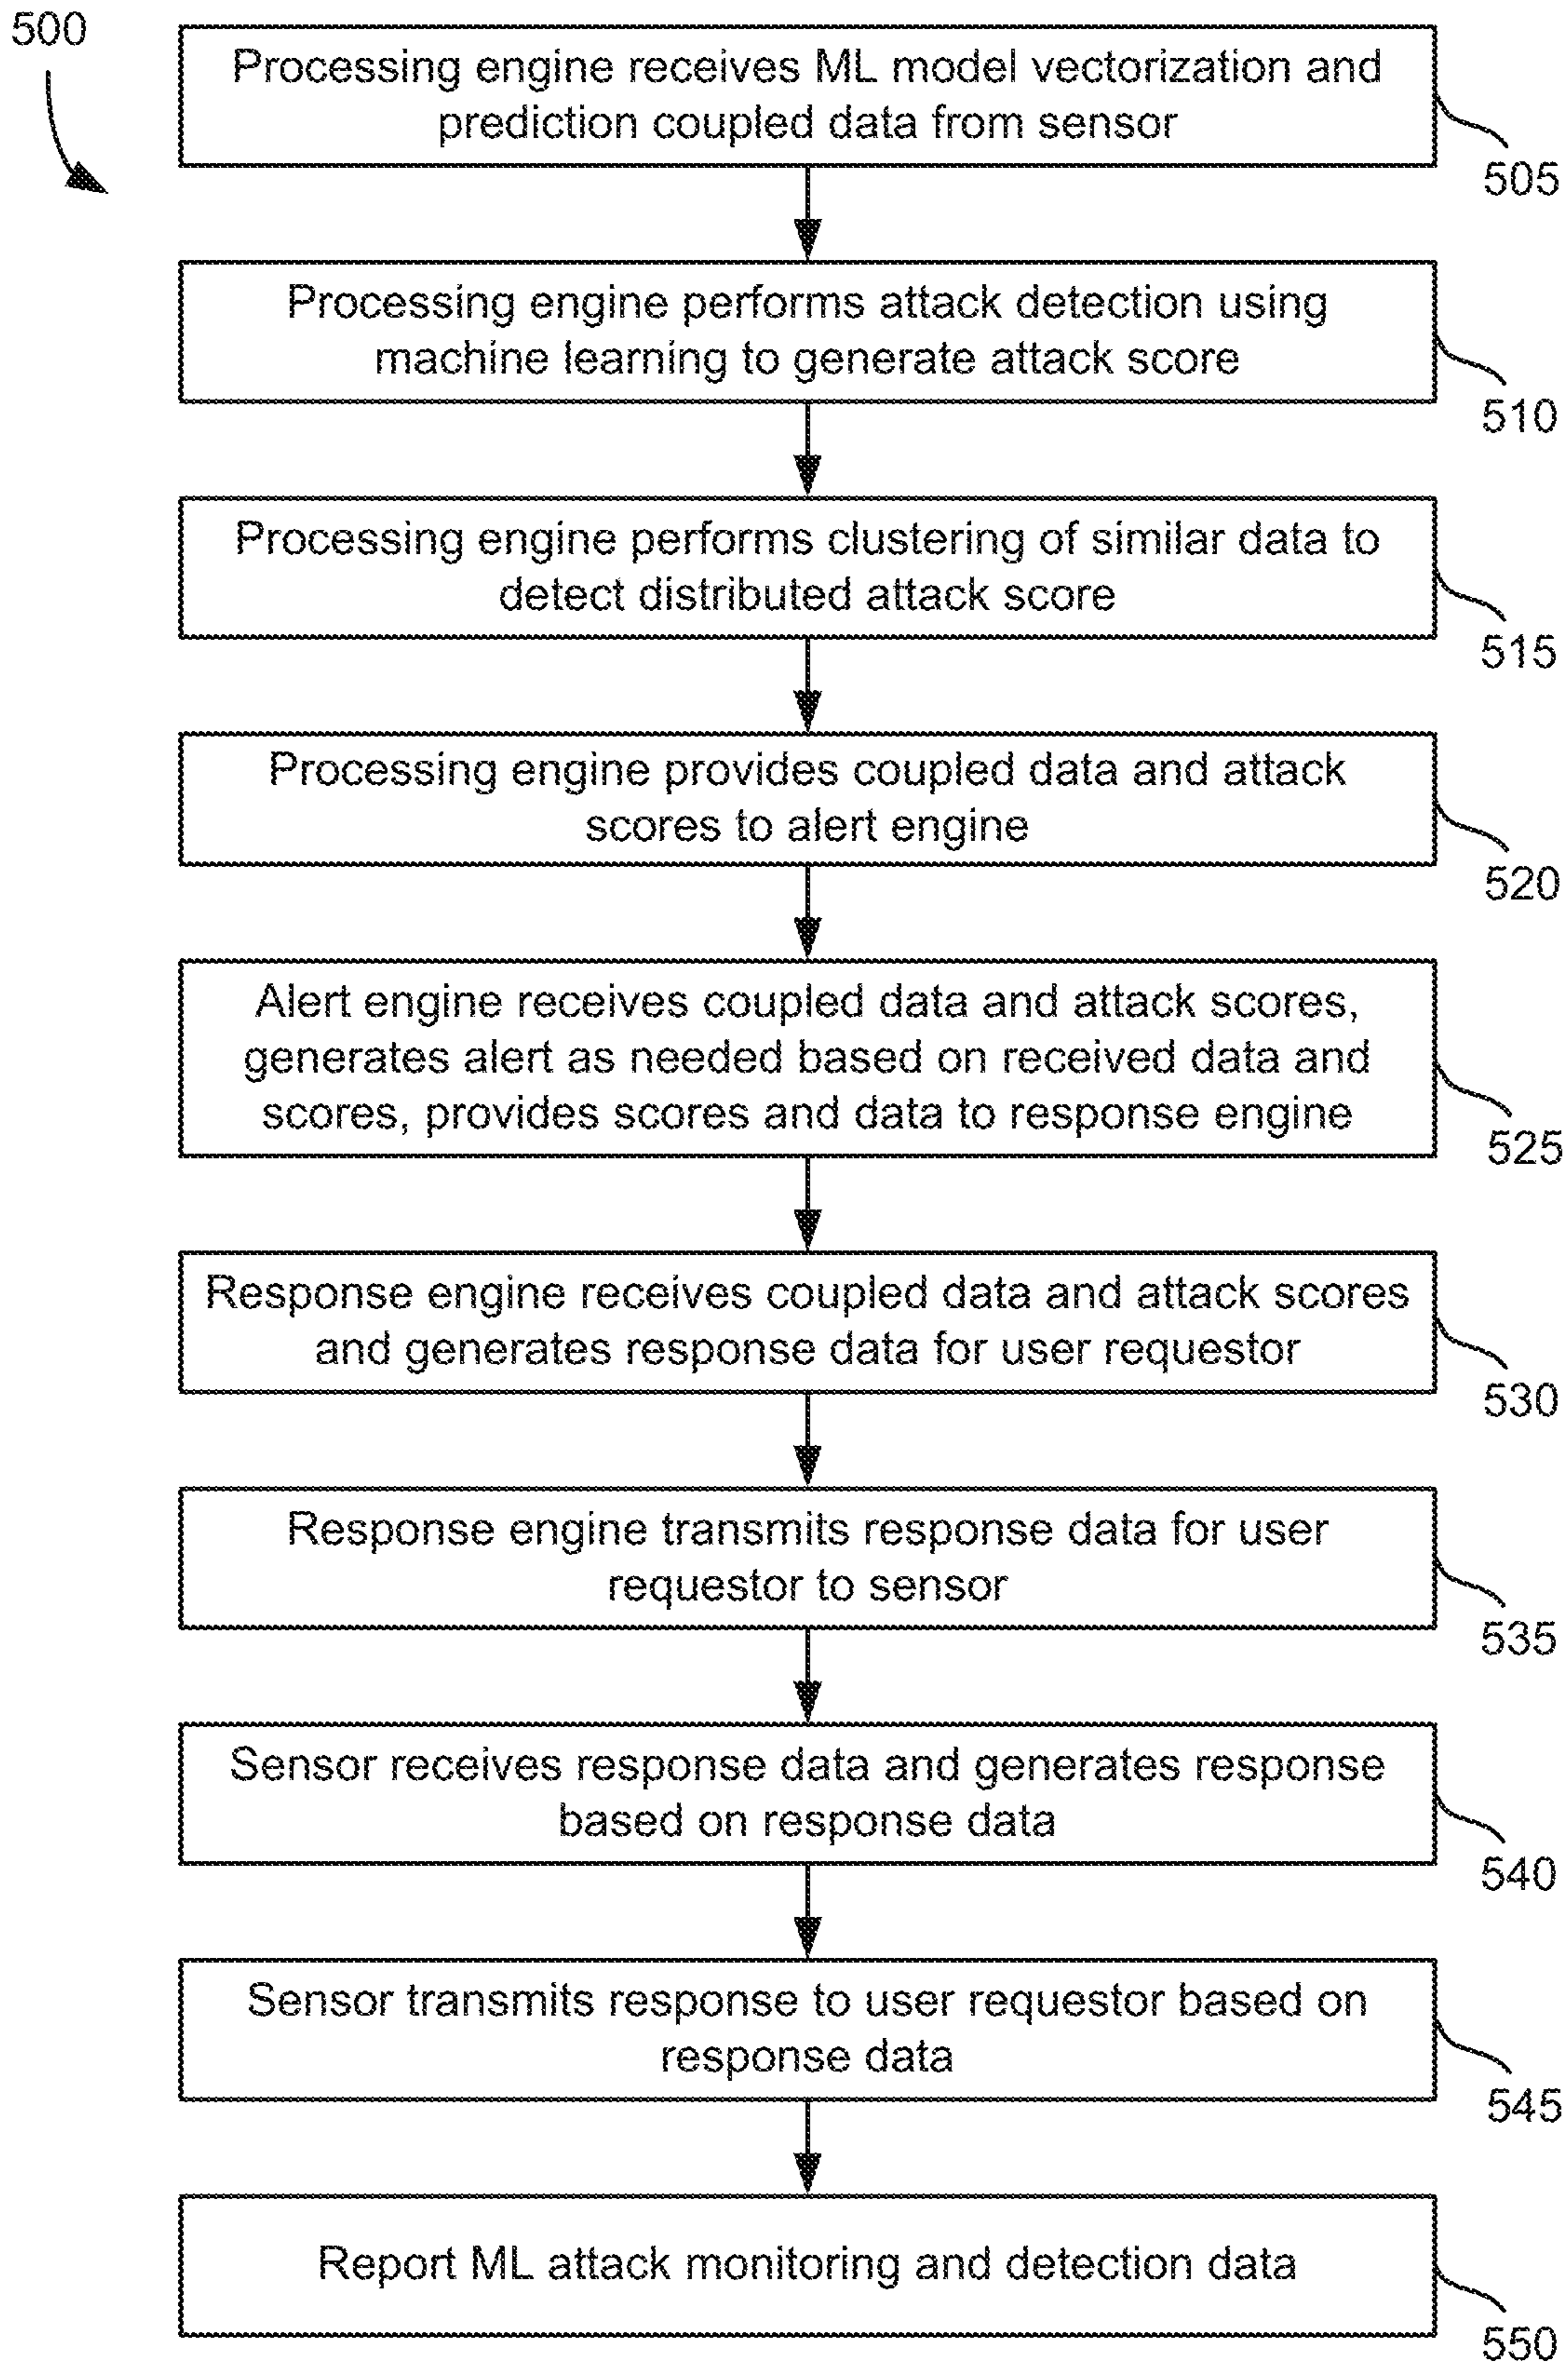 500
Processing engine receives ML model vectorization and
prediction coupled data from sensor
505
Processing engine performs attack detection using
machine learning to generate attack score
510
Processing engine performs clustering of similar data to
detect distributed attack score
515
Processing engine provides coupled data and attack
scores to alert engine
520
Alert engine receives coupled data and attack scores,
generates alert as needed based on received data and
scores, provides scores and data to response engine
525
Response engine receives coupled data and attack scores
and generates response data for user requestor
530
Response engine transmits response data for user
requestor to sensor
535
Sensor receives response data and generates response
based on response data
540
Sensor transmits response to user requestor based on
response data
545
Report ML attack monitoring and detection data
550